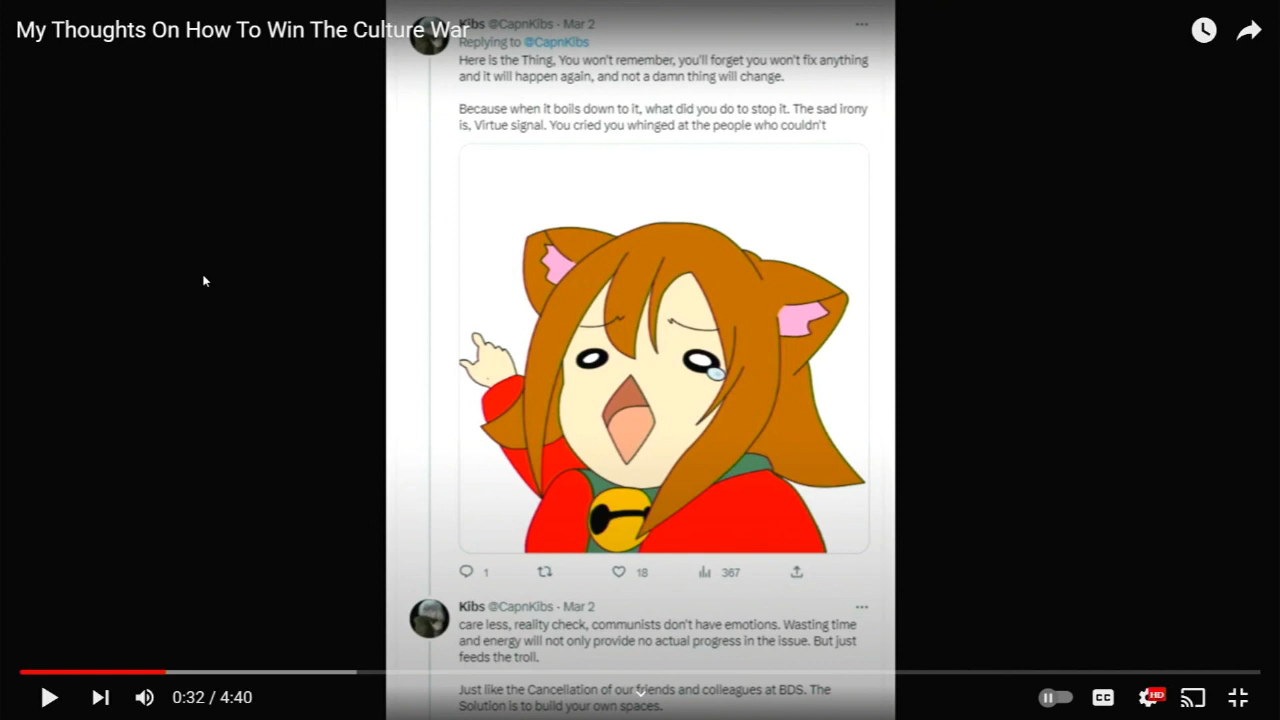 My Thoughts On How To Win The Culture War
Kibs @CapnKibs · Mar 2
Replying to @CapnKibs
Here is the Thing, You won't remember, you'll forget you won't fix anything
and it will happen again, and not a damn thing will change.
Because when it boils down to it, what did you do to stop it. The sad irony
is, Virtue signal. You cried you whinged at the people who couldn't
1
18
367
Kibs @CapnKibs · Mar 2
care less, reality check, communists don't have emotions. Wasting time
and energy will not only provide no actual progress in the issue. But just
feeds the troll.
Just like the Cancellation of our friends and colleagues at BDS. The
Solution is to build your own spaces.
0:32 / 4:40
CC
HD